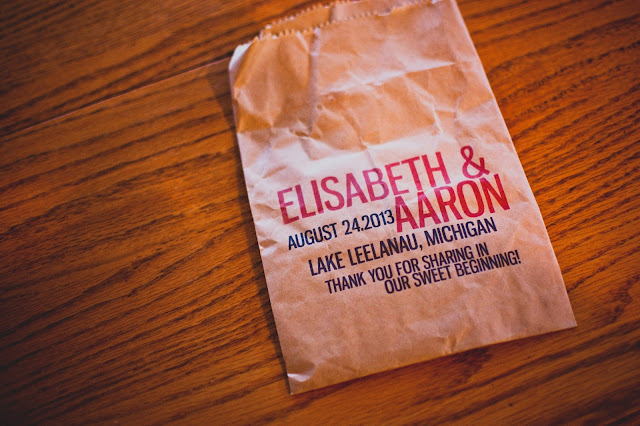 ELISABETH &
AUGUST 24.2013 AARON
LAKE LEELANAU, MICHIGAN
THANK YOU FOR SHARING IN
OUR SWEET BEGINNING!